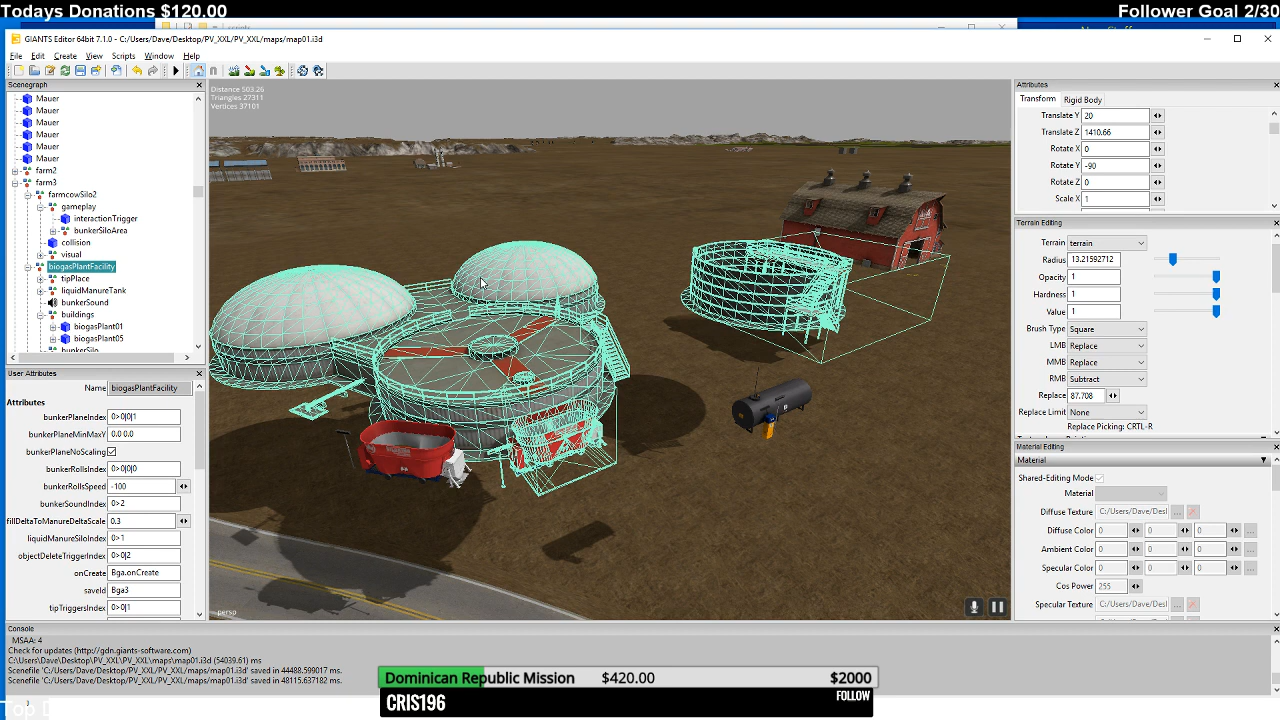 Todays Donations $120.00
Follower Goal 2/30
GIANTS Editor 64bit 7.1.0 - C:/Users/Dave/Desktop/PV_XXL/PV_XXL/maps/map01.i3d
File Edit Create View Scripts Window Help
Scenegraph
Mauer
Mauer
Mauer
Mauer
Mauer
Mauer
farm2
farm3
farmcowSilo2
gameplay
interactionTrigger
bunkerSiloArea
collision
visual
biogasPlantFacility
tipPlace
liquidManureTank
bunkerSound
buildings
biogasPlant01
biogasPlant05
bunkerSilo
User Attributes
Name biogasPlantFacility
Attributes
bunkerPlaneIndex 0>0|0|1
bunkerPlaneMinMaxY 0.0 0.0
bunkerPlaneNoScaling
bunkerRollsIndex 0>0|0|0
bunkerRollsSpeed -100
bunkerSoundIndex 0>2
fillDeltaToManureDeltaScale 0.3
liquidManureSiloIndex 0>1
objectDeleteTriggerIndex 0>0|2
onCreate Bga.onCreate
saveId Bga3
tipTriggersIndex 0>0|1
Distance 503.26
Triangles 27311
Vertices 37101
persp
Attributes
Transform Rigid Body
Translate Y 20
Translate Z 1410.66
Rotate X 0
Rotate Y -90
Rotate Z 0
Scale X 1
Terrain Editing
Terrain terrain
Radius 13.21592712
Opacity 1
Hardness 1
Value 1
Brush Type Square
LMB Replace
MMB Replace
RMB Subtract
Replace 87.708
Replace Limit None
Replace Picking: CRTL-R
Material Editing
Material
Shared-Editing Mode
Material
Diffuse Texture C:/Users/Dave/Desl ...
Diffuse Color 0 0 0 ...
Ambient Color 0 0 0 ...
Specular Color 0 0 0 ...
Cos Power 255
Specular Texture C:/Users/Dave/Desl ...
Console
MSAA: 4
Check for updates (http://gdn.giants-software.com)
C:\Users\Dave\Desktop\PV_XXL\PV_XXL\maps\map01.i3d (54039.61) ms
Scenefile 'C:/Users/Dave/Desktop/PV_XXL/PV_XXL/maps/map01.i3d' saved in 44488.599017 ms.
Scenefile 'C:/Users/Dave/Desktop/PV_XXL/PV_XXL/maps/map01.i3d' saved in 48115.637182 ms.
Dominican Republic Mission $420.00 $2000
CRIS196 FOLLOW